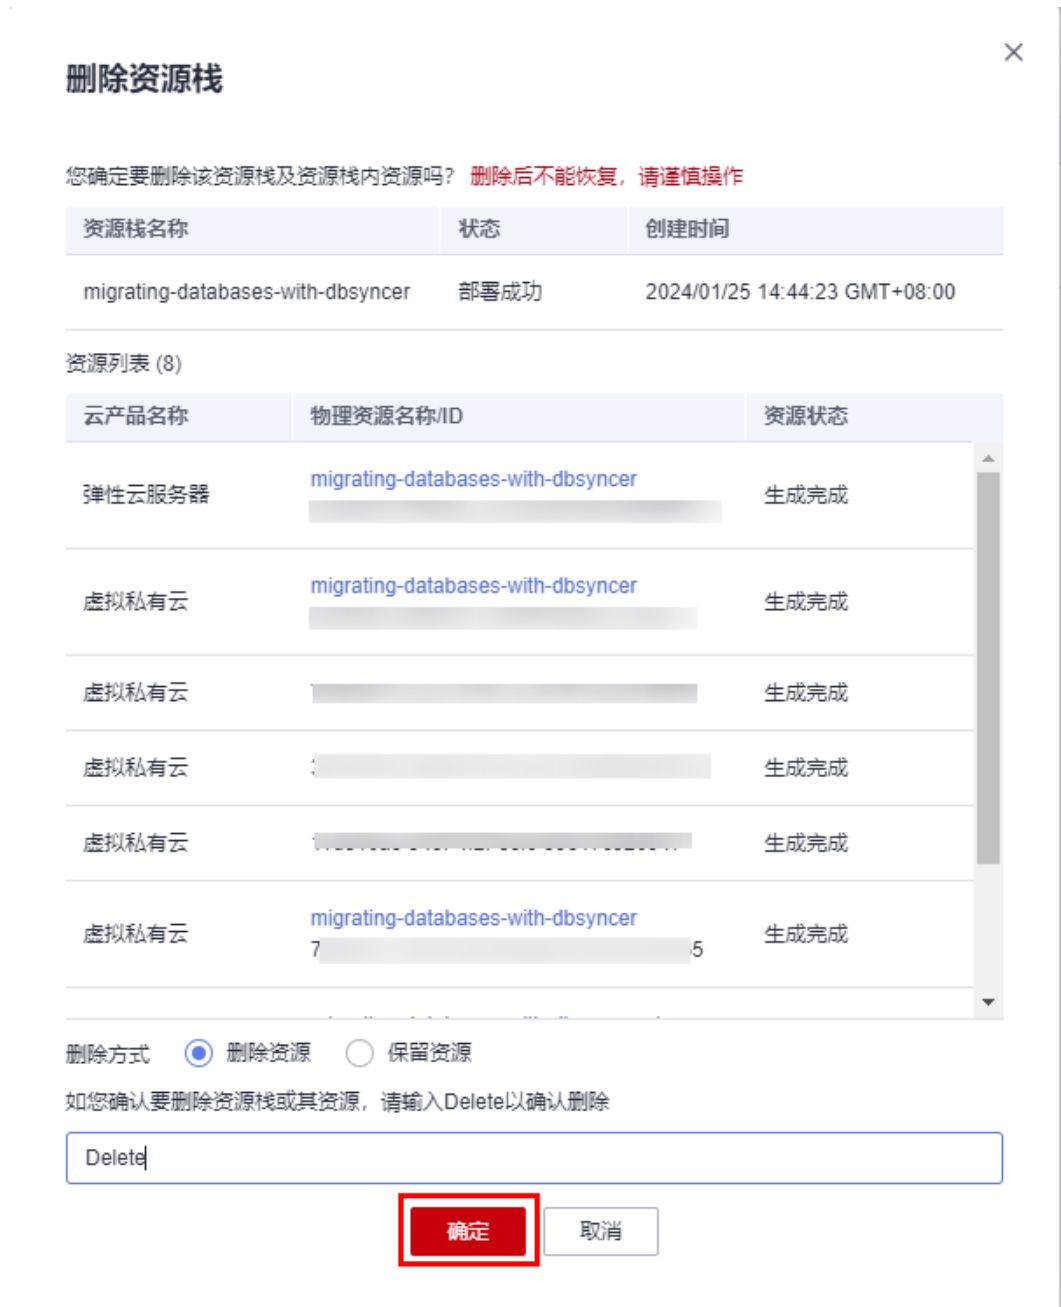 删除资源栈
您确定要删除该资源栈及资源栈内资源吗？ 删除后不能恢复，请谨慎操作
资源栈名称 状态 创建时间
migrating-databases-with-dbsyncer 部署成功 2024/01/25 14:44:23 GMT+08:00
资源列表 (8)
云产品名称 物理资源名称/ID 资源状态
弹性云服务器 migrating-databases-with-dbsyncer 生成完成
虚拟私有云 migrating-databases-with-dbsyncer 生成完成
虚拟私有云 生成完成
虚拟私有云 生成完成
虚拟私有云 生成完成
虚拟私有云 migrating-databases-with-dbsyncer 生成完成
删除方式 删除资源 保留资源
如您确认要删除资源栈或其资源，请输入Delete以确认删除
Delete
确定 取消